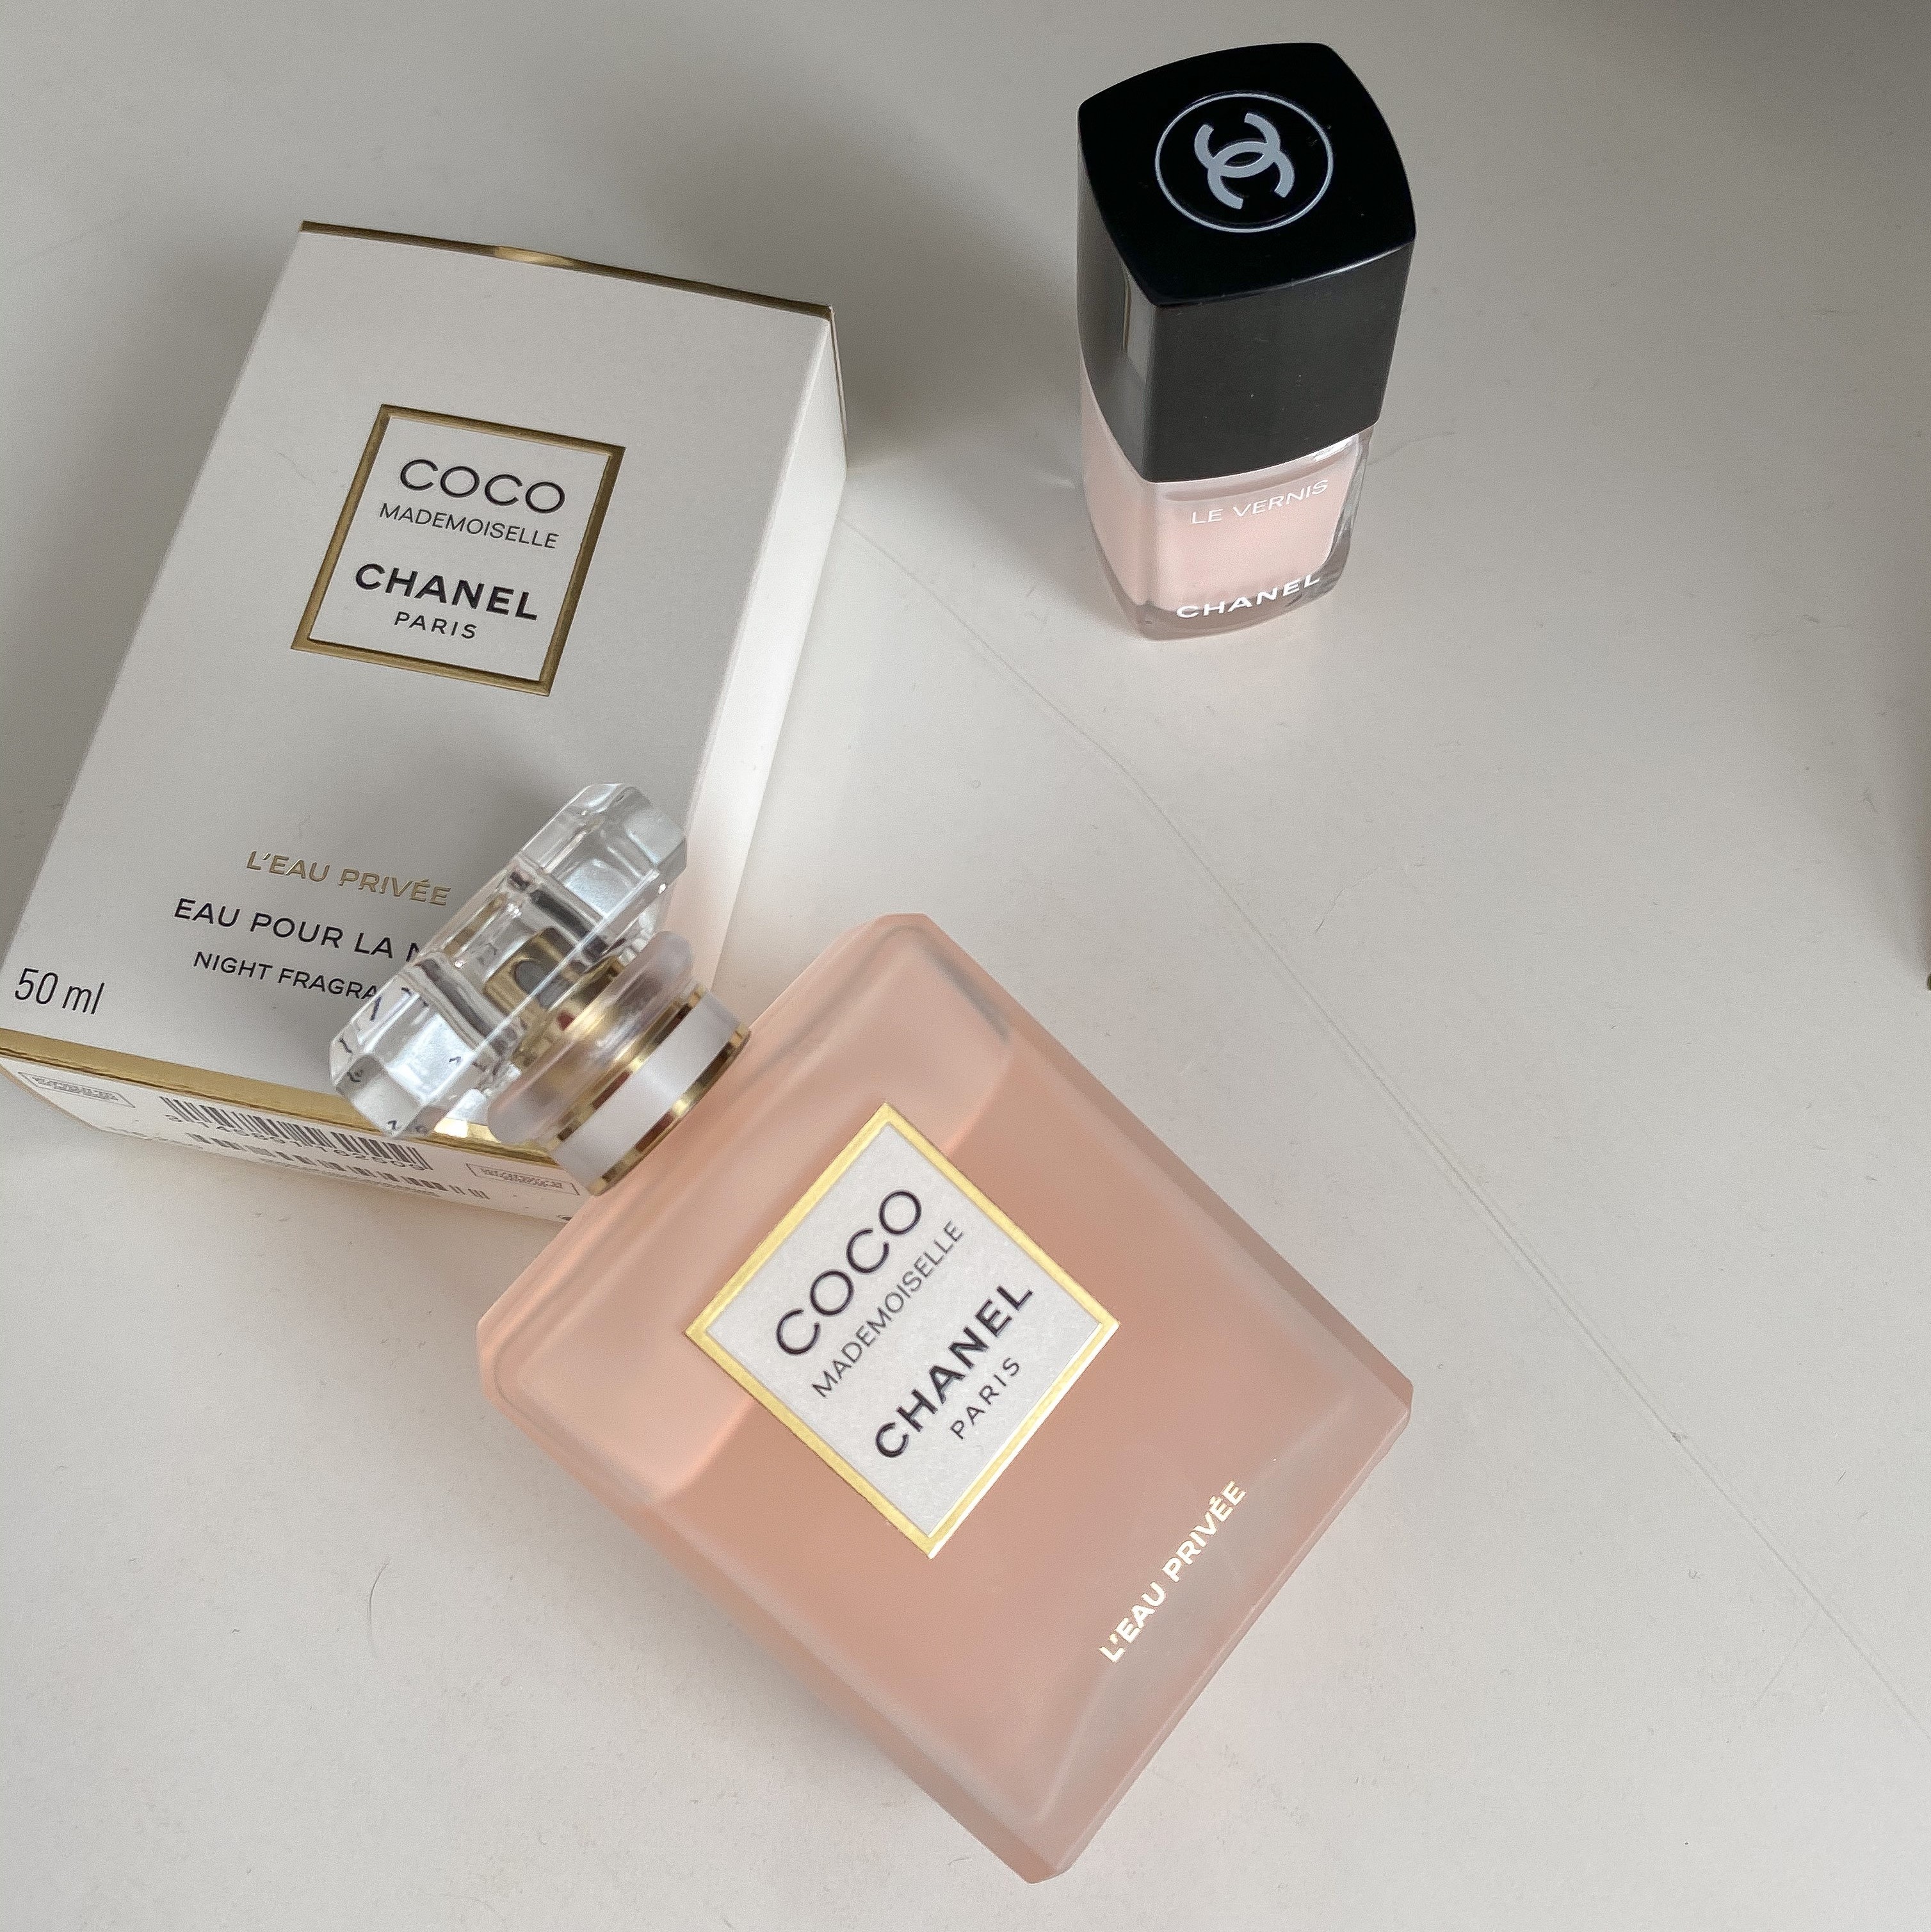 COCO
MADEMOISELLE
CHANEL
PARIS
L'EAU PRIVÉE
EAU POUR LA
NIGHT
50 ml
LE VERNIS
CHANEL
COCO
MADEMOISELLE
CHANEL
PARIS
L'EAU PRIVÉE